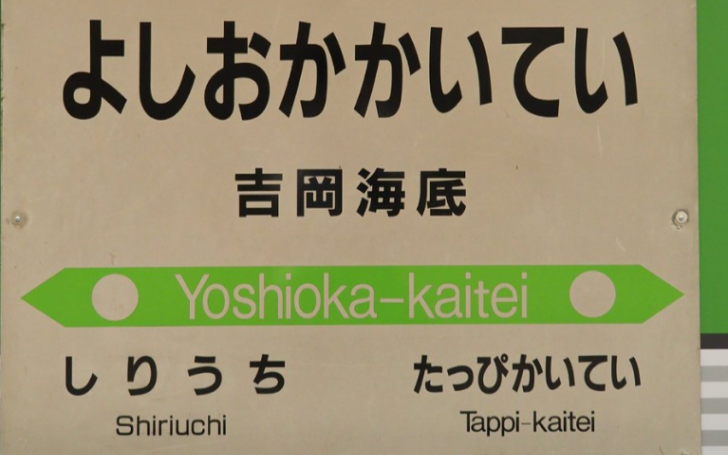 よしおかかいてい
吉岡海底
Yoshioka-kaitei
しりうち たっぴかいてい
Shiriuchi Tappi-kaitei